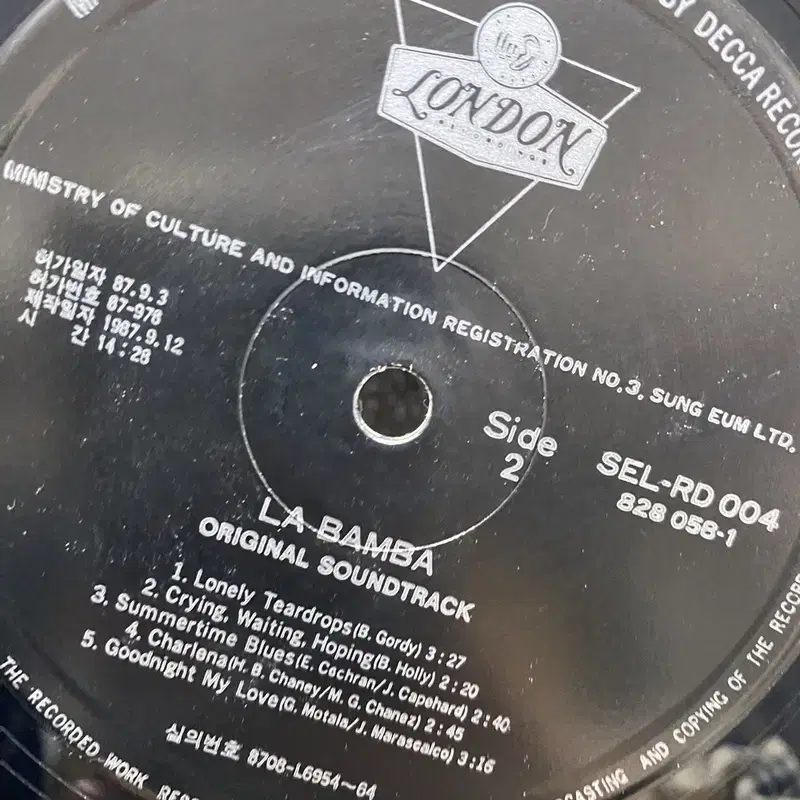 BY DECCA RECOR
LONDON
MINISTRY OF CULTURE AND INFORMATION REGISTRATION NO.3. SUNG EUM LTD.
허가일자 87.9.3
허가번호 87-978
제작일자 1987.9.12
시 간 14:28
Side
2
SEL-RD 004
828 058-1
LA BAMBA
ORIGINAL SOUNDTRACK
1. Lonely Teardrops(B. Gordy) 3:27
2. Crying, Waiting, Hoping(B. Holly) 2:20
3. Summertime Blues(E. Cochran/J. Capehard) 2:40
4. Charlena(H. B. Chaney/M. G. Chanez) 2:45
5. Goodnight My Love(G. Motala/J. Marascalco) 3:16
심의번호 8708-L6954~64
THE RECORDED WORK RES
CASTING AND COPYING OF THE RECOR